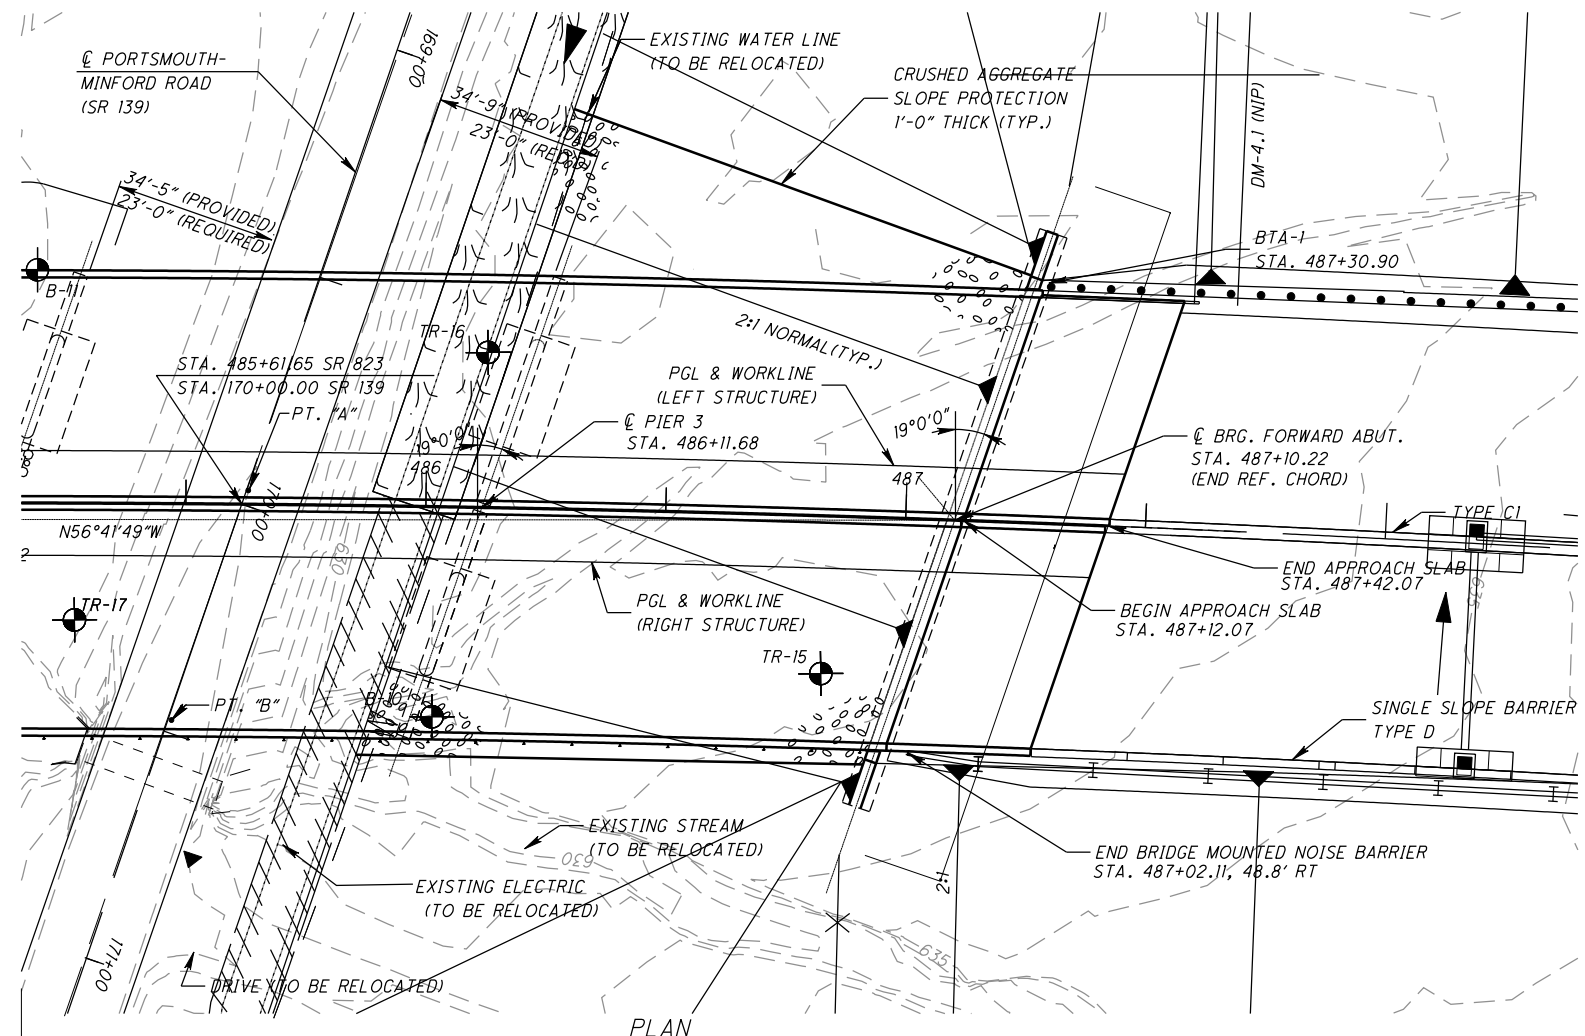 ℄ PORTSMOUTH-
MINFORD ROAD
(SR 139)
169+00
EXISTING WATER LINE
(TO BE RELOCATED)
CRUSHED AGGREGATE
SLOPE PROTECTION
1'-0" THICK (TYP.)
DM-4.1 (NIP)
34'-9" (PROVIDED)
23'-0" (REQ'D)
34'-5" (PROVIDED)
23'-0" (REQUIRED)
BTA-1
STA. 487+30.90
B-11
TR-16
2:1 NORMAL (TYP.)
STA. 485+61.65 SR 823
STA. 170+00.00 SR 139
PT. "A"
PGL & WORKLINE
(LEFT STRUCTURE)
℄ PIER 3
STA. 486+11.68
19°0'0"
19°0'0"
486
487
℄ BRG. FORWARD ABUT.
STA. 487+10.22
(END REF. CHORD)
170+00
N56°41'49"W
630
TYPE C1
END APPROACH SLAB
STA. 487+42.07
635
BEGIN APPROACH SLAB
STA. 487+12.07
PGL & WORKLINE
(RIGHT STRUCTURE)
TR-17
TR-15
B-10
PT. "B"
SINGLE SLOPE BARRIER
TYPE D
EXISTING STREAM
(TO BE RELOCATED)
630
END BRIDGE MOUNTED NOISE BARRIER
STA. 487+02.11, 48.8' RT
2:1
EXISTING ELECTRIC
(TO BE RELOCATED)
635
171+00
DRIVE (TO BE RELOCATED)
PLAN